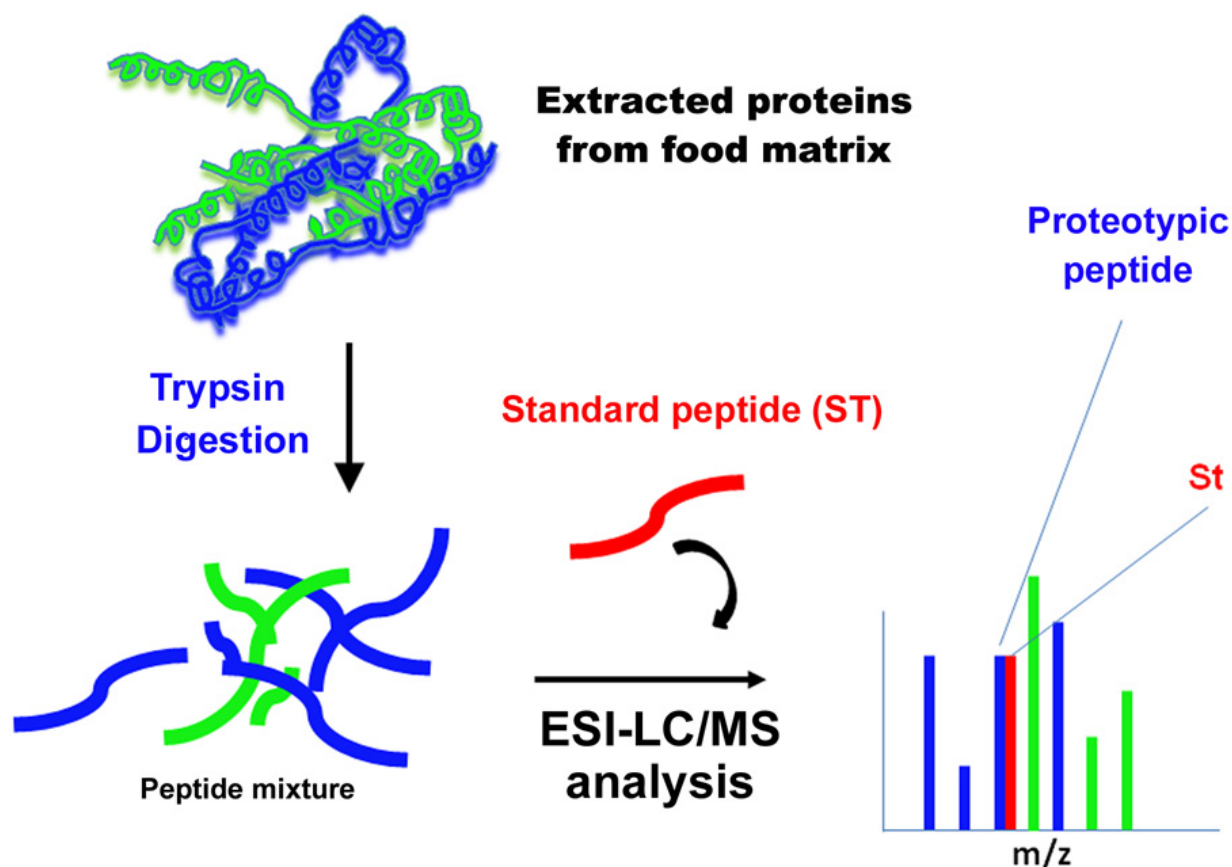 Extracted proteins
from food matrix
Proteotypic
peptide
Trypsin
Digestion
Standard peptide (ST)
St
ESI-LC/MS
analysis
Peptide mixture
m/z